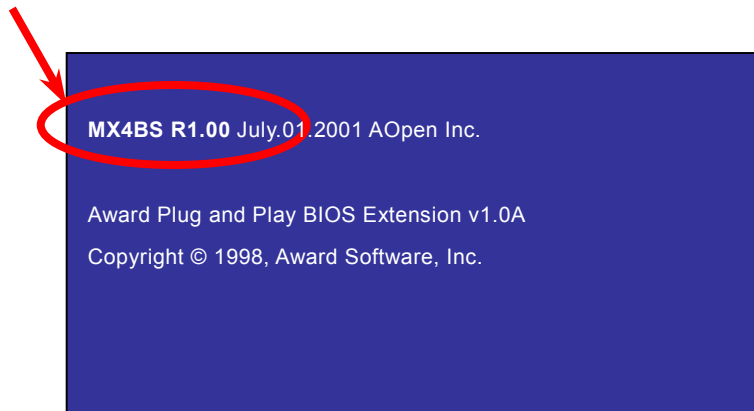 MX4BS R1.00 July.01.2001 AOpen Inc.
Award Plug and Play BIOS Extension v1.0A
Copyright © 1998, Award Software, Inc.